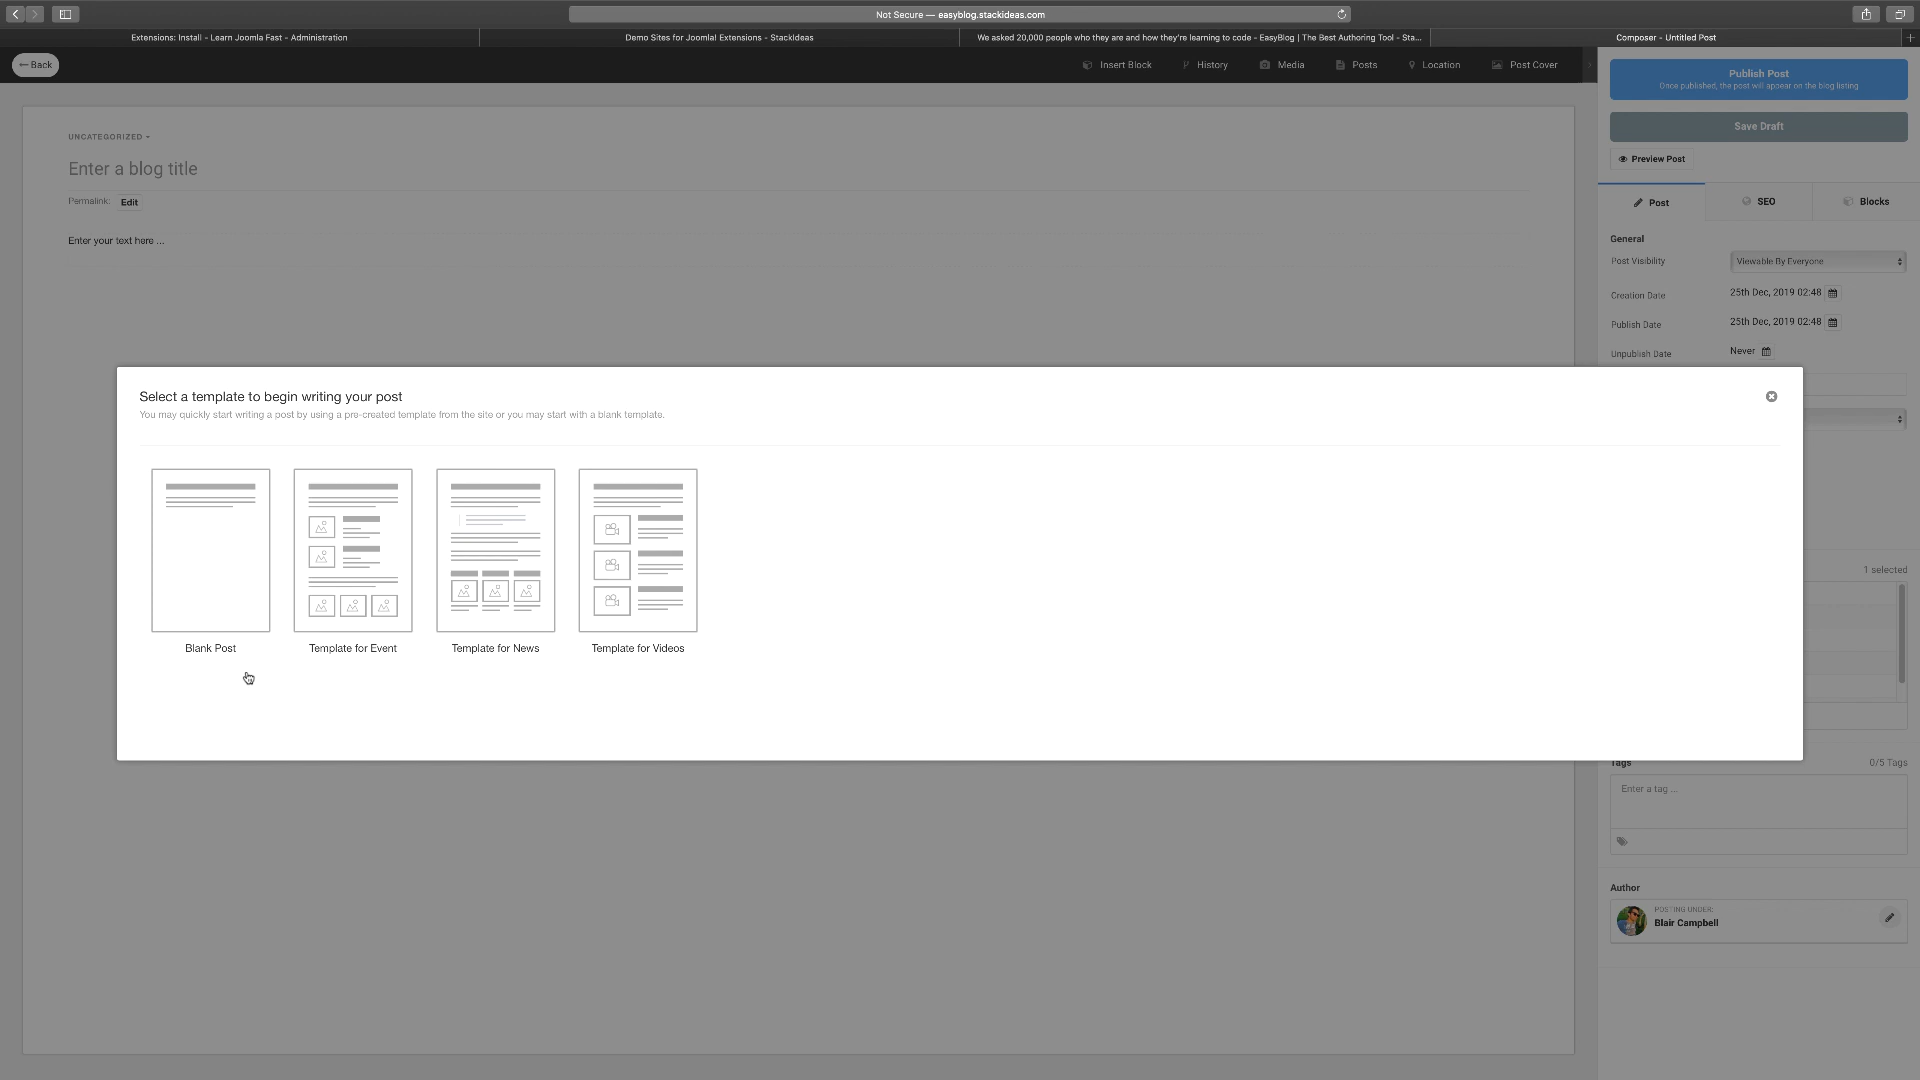 Not Secure — easyblog.stackideas.com
Extensions: Install - Learn Joomla Fast - Administration
Demo Sites for Joomla! Extensions - StackIdeas
We asked 20,000 people who they are and how they're learning to code - EasyBlog | The Best Authoring Tool - Sta...
Composer - Untitled Post
Back
Insert Block
History
Media
Posts
Location
Post Cover
Publish Post
Once published, the post will appear on the blog listing
Save Draft
Preview Post
Post
SEO
Blocks
UNCATEGORIZED
Enter a blog title
Permalink: Edit
Enter your text here ...
General
Post Visibility
Viewable By Everyone
Creation Date
25th Dec, 2019 02:48
Publish Date
25th Dec, 2019 02:48
Unpublish Date
Never
Select a template to begin writing your post
You may quickly start writing a post by using a pre-created template from the site or you may start with a blank template.
Blank Post
Template for Event
Template for News
Template for Videos
1 selected
Tags
0/5 Tags
Enter a tag ...
Author
POSTING UNDER:
Blair Campbell